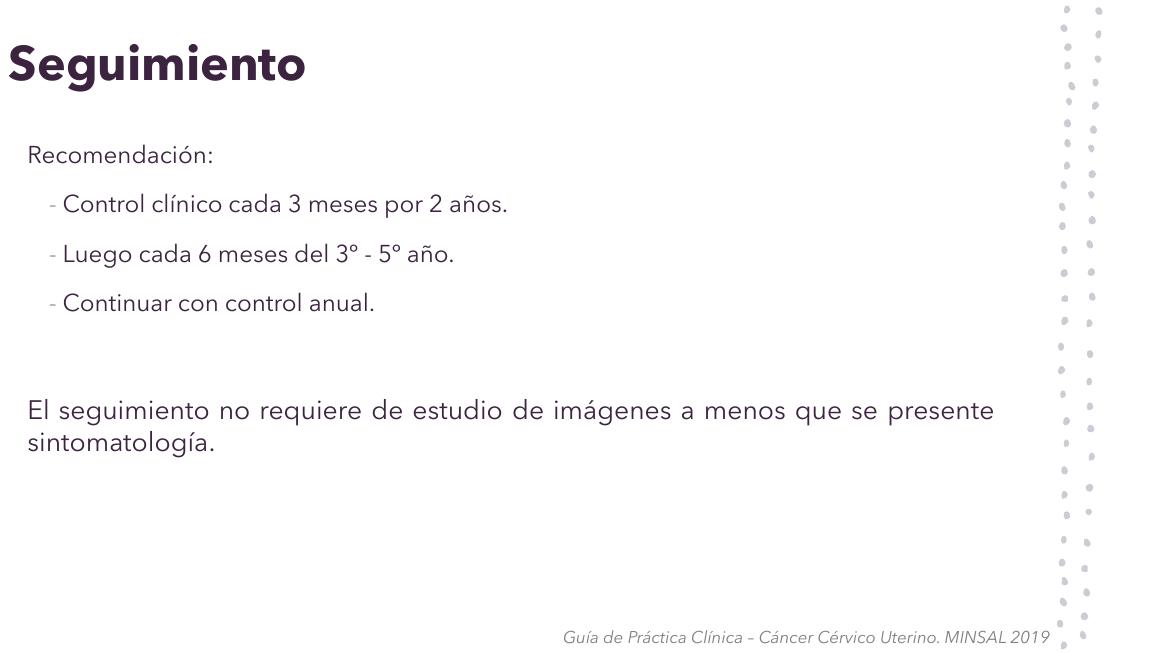 Seguimiento
Recomendación:
- Control clínico cada 3 meses por 2 años.
- Luego cada 6 meses del 3º - 5º año.
- Continuar con control anual.
El seguimiento no requiere de estudio de imágenes a menos que se presente
sintomatología.
Guía de Práctica Clínica – Cáncer Cérvico Uterino. MINSAL 2019